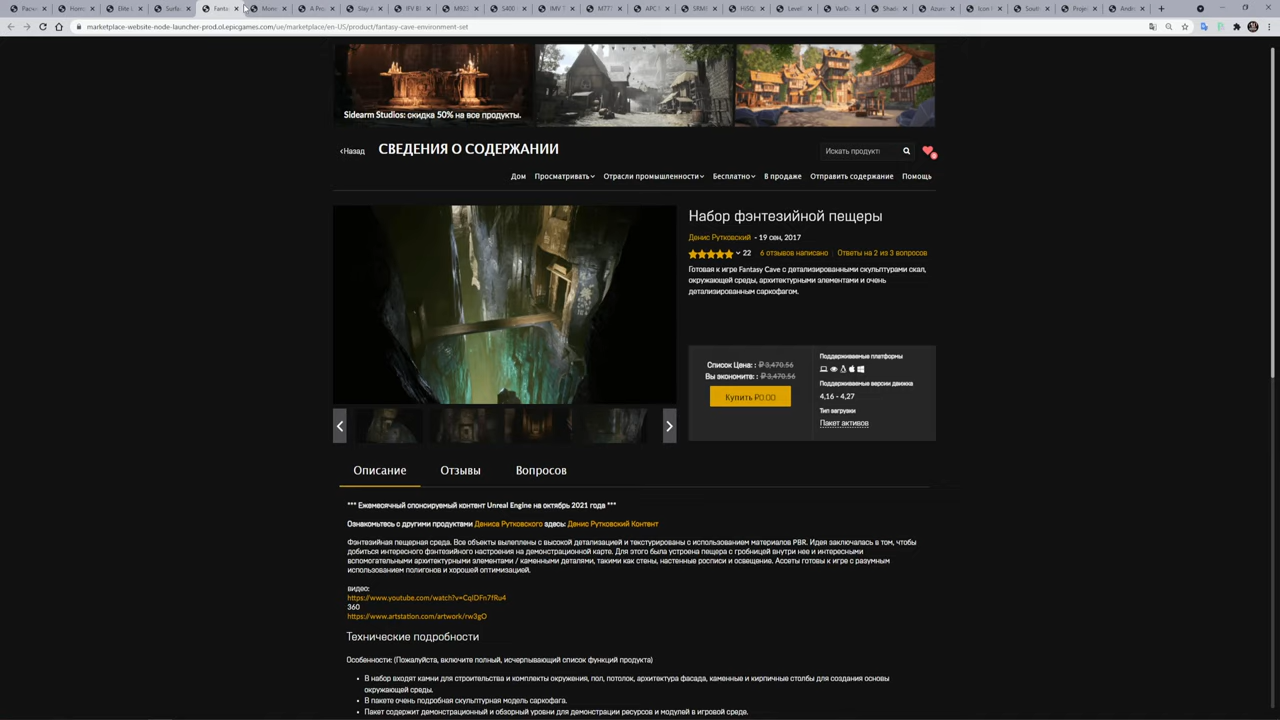 Elite
Surfa
Fanta
A Pro
Slay
S400
Level
South
Proje
marketplace-website-node-launcher-prod.ol.epicgames.com/ue/marketplace/en-US/product/fantasy-cave-environment-set
Sidearm Studios: скидка 50% на все продукты.
‹Назад
СВЕДЕНИЯ О СОДЕРЖАНИИ
Искать продукты
Дом Просматривать Отрасли промышленности Бесплатно В продаже Отправить содержание Помощь
Набор фэнтезийной пещеры
Денис Рутковский - 19 сен, 2017
22 6 отзывов написано Ответы на 2 из 3 вопросов
Готовая к игре Fantasy Cave с детализированными скульптурами скал,
окружающей среды, архитектурными элементами и очень
детализированным саркофагом.
Список Цена: : ₽3,470.56
Вы экономите: : ₽3,470.56
Купить ₽0.00
Поддерживаемые платформы
Поддерживаемые версии движка
4,16 - 4,27
Тип загрузки
Пакет активов
Описание Отзывы Вопросов
*** Ежемесячный спонсируемый контент Unreal Engine на октябрь 2021 года ***
Ознакомьтесь с другими продуктами Дениса Рутковского здесь: Денис Рутковский Контент
Фэнтезийная пещерная среда. Все объекты вылеплены с высокой детализацией и текстурированы с использованием материалов PBR. Идея заключалась в том, чтобы
добиться интересного фэнтезийного настроения на демонстрационной карте. Для этого была устроена пещера с гробницей внутри нее и интересными
вспомогательными архитектурными элементами / каменными деталями, такими как стены, настенные росписи и освещение. Ассеты готовы к игре с разумным
использованием полигонов и хорошей оптимизацией.
видео:
https://www.youtube.com/watch?v=CqIDFn7fRu4
360
https://www.artstation.com/artwork/rw3gO
Технические подробности
Особенности: (Пожалуйста, включите полный, исчерпывающий список функций продукта)
• В набор входят камни для строительства и комплекты окружения, пол, потолок, архитектура фасада, каменные и кирпичные столбы для создания основы
окружающей среды.
• В пакете очень подробная скульптурная модель саркофага.
• Пакет содержит демонстрационный и обзорный уровни для демонстрации ресурсов и модулей в игровой среде.